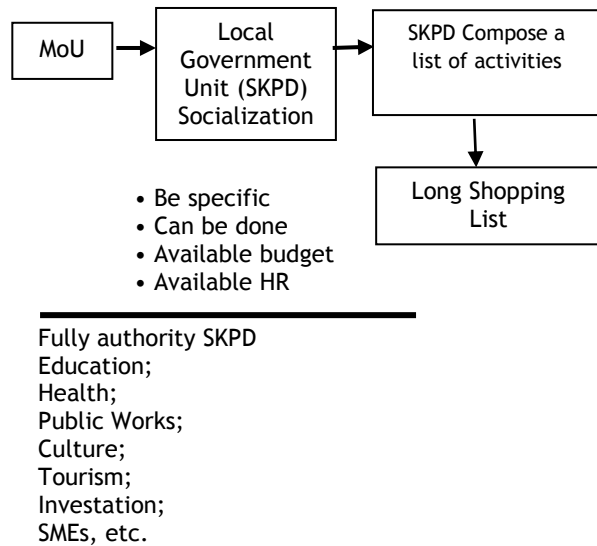 MoU
Local
Government
Unit (SKPD)
Socialization
SKPD Compose a
list of activities
Long Shopping
List
• Be specific
• Can be done
• Available budget
• Available HR
Fully authority SKPD
Education;
Health;
Public Works;
Culture;
Tourism;
Investation;
SMEs, etc.